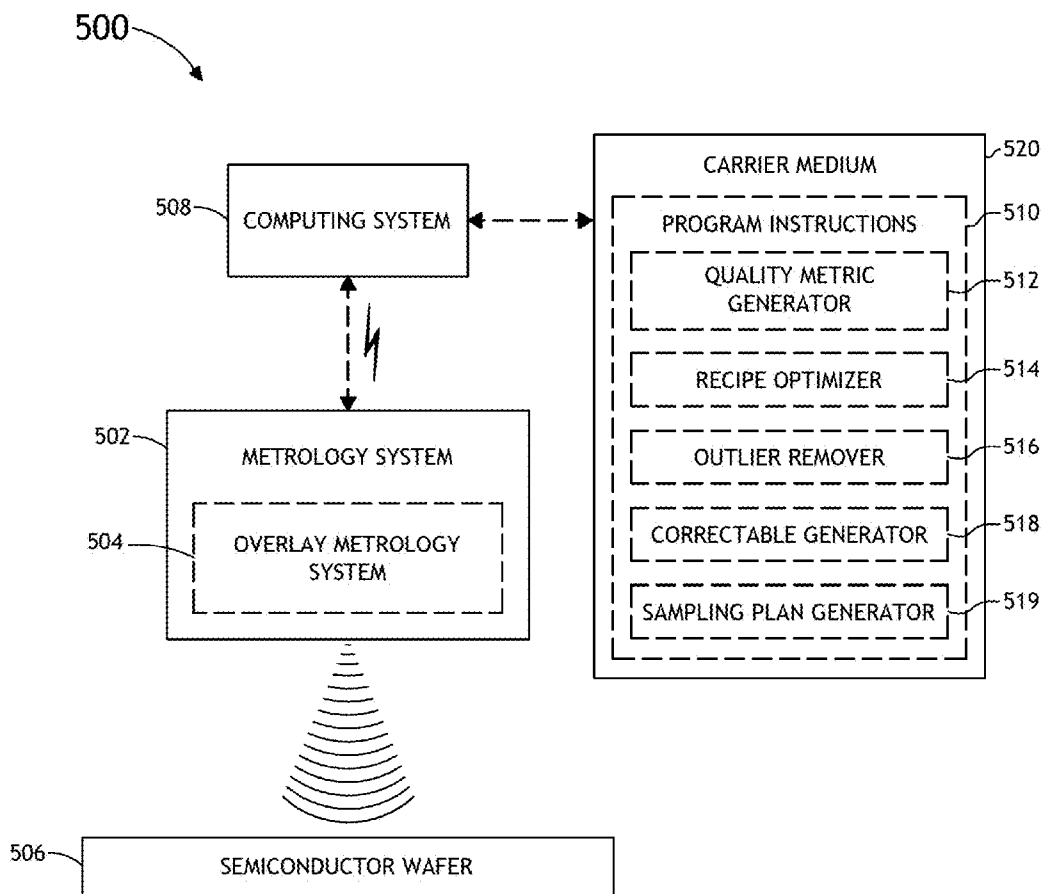 500
CARRIER MEDIUM
520
508
COMPUTING SYSTEM
PROGRAM INSTRUCTIONS
510
QUALITY METRIC
GENERATOR
512
RECIPE OPTIMIZER
514
502
METROLOGY SYSTEM
OUTLIER REMOVER
516
504
OVERLAY METROLOGY
SYSTEM
CORRECTABLE GENERATOR
518
SAMPLING PLAN GENERATOR
519
506
SEMICONDUCTOR WAFER